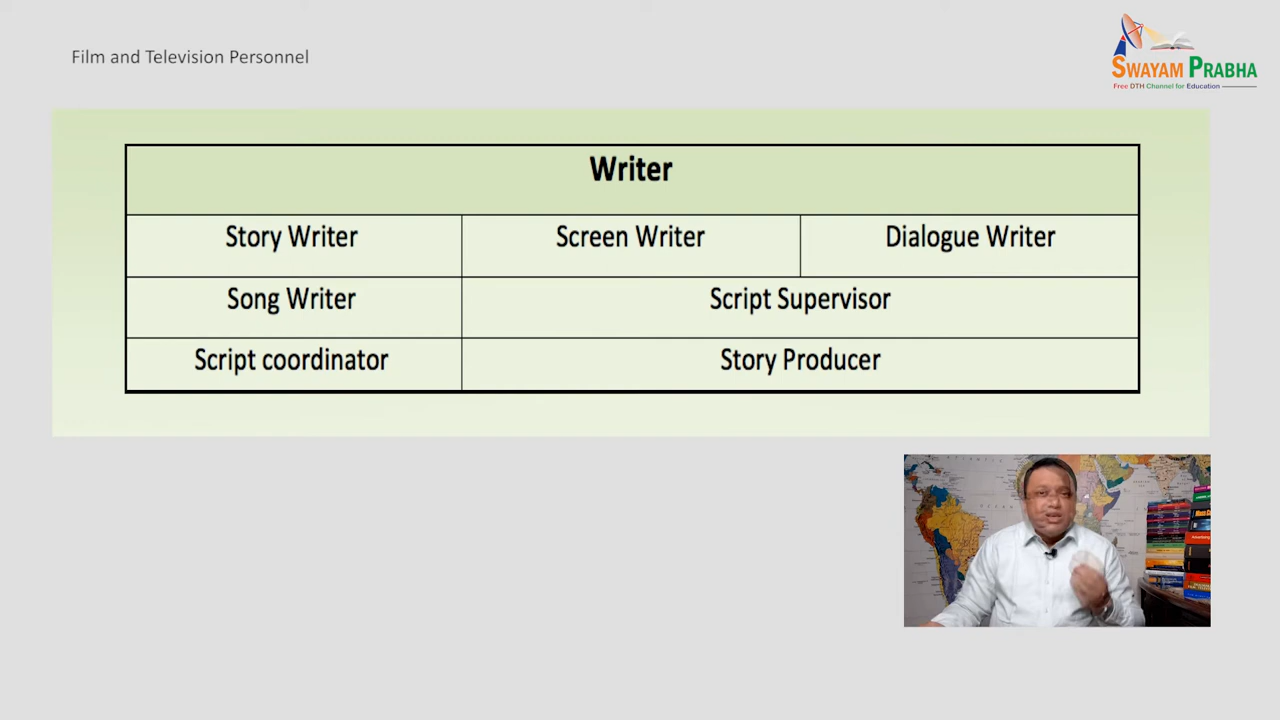 Film and Television Personnel
SWAYAM PRABHA
Free DTH Channel for Education
Writer
Story Writer
Screen Writer
Dialogue Writer
Song Writer
Script Supervisor
Script coordinator
Story Producer